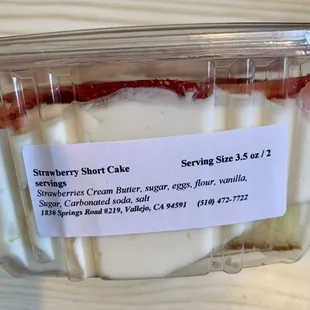 Strawberry Short Cake Serving Size 3.5 oz / 2
servings
Strawberries Cream Butter, sugar, eggs, flour, vanilla,
Sugar, Carbonated soda, salt
1830 Springs Road #219, Vallejo, CA 94591 (510) 472-7722